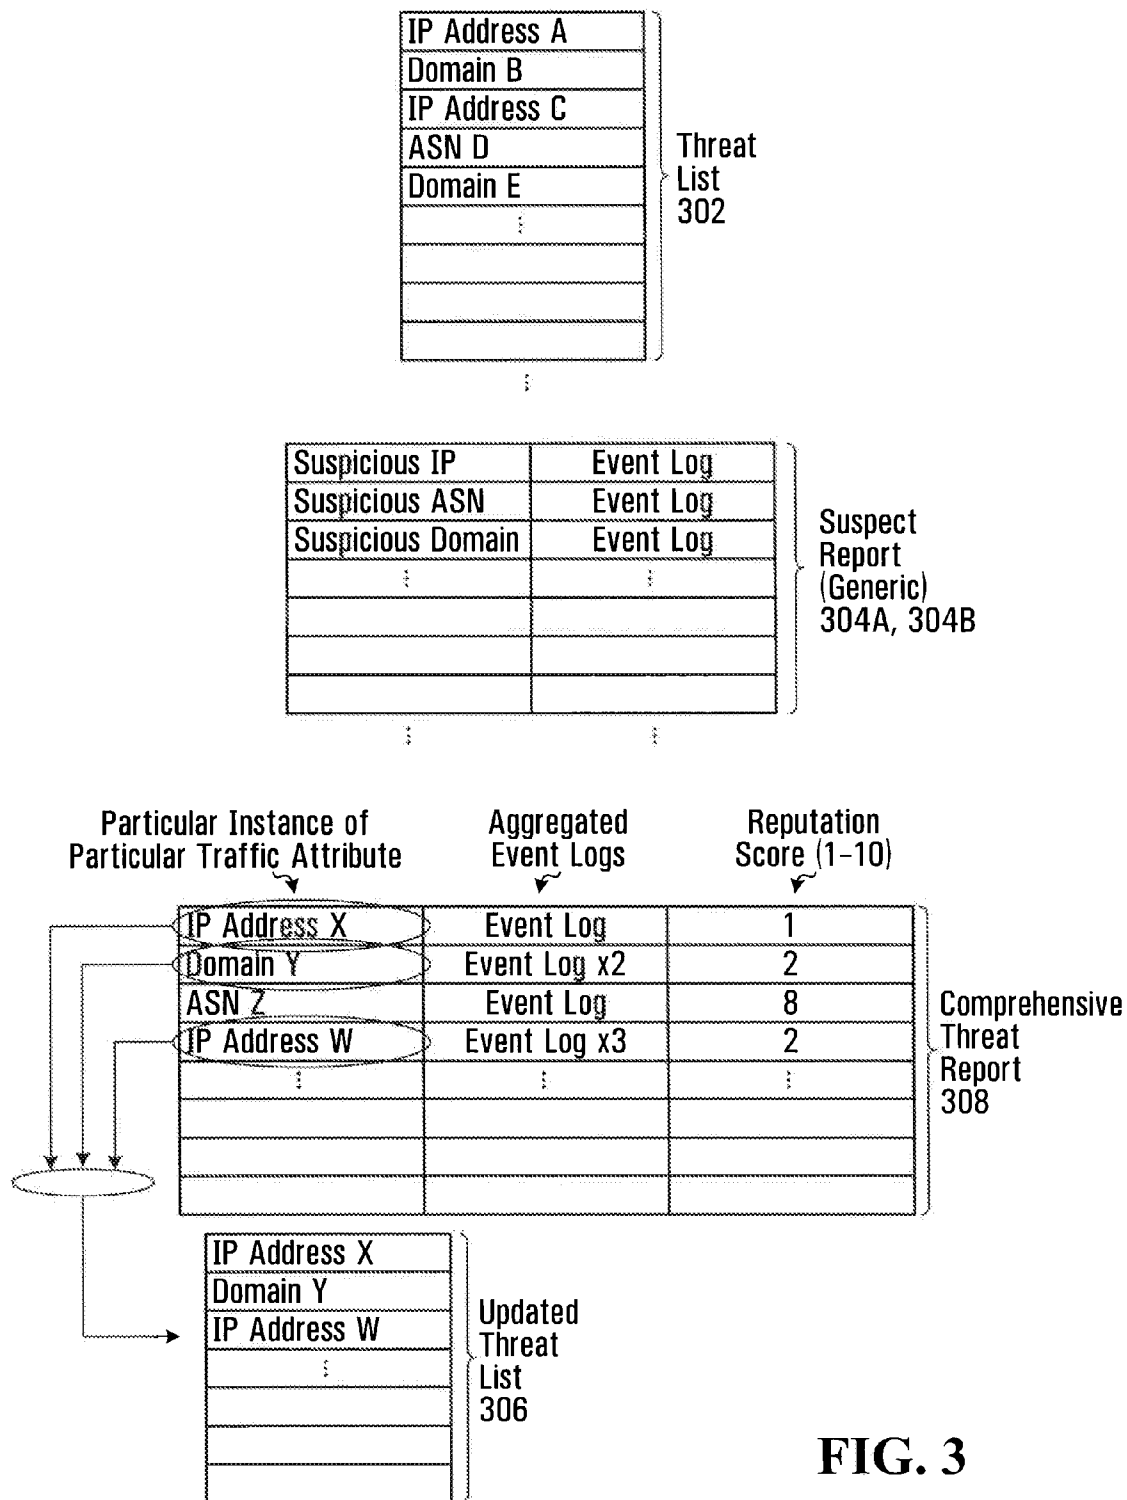 IP Address A
Domain B
IP Address C
ASN D
Domain E
Threat
List
302
Suspicious IP Event Log
Suspicious ASN Event Log
Suspicious Domain Event Log
Suspect
Report
(Generic)
304A, 304B
Particular Instance of
Particular Traffic Attribute
Aggregated
Event Logs
Reputation
Score (1-10)
IP Address X Event Log 1
Domain Y Event Log x2 2
ASN Z Event Log 8
IP Address W Event Log x3 2
Comprehensive
Threat
Report
308
IP Address X
Domain Y
IP Address W
Updated
Threat
List
306
FIG. 3